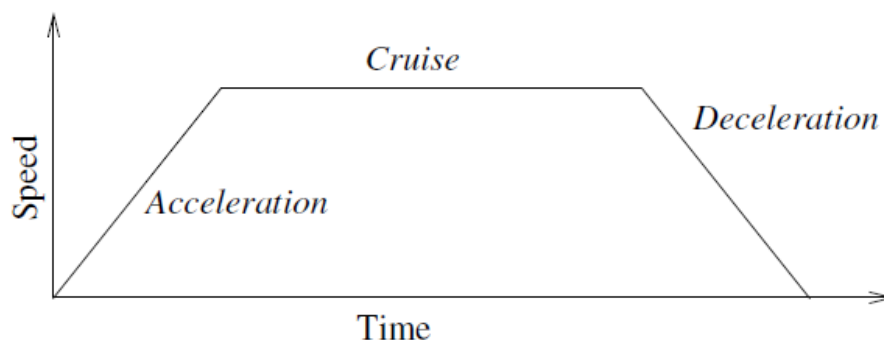 Cruise
Deceleration
Speed
Acceleration
Time